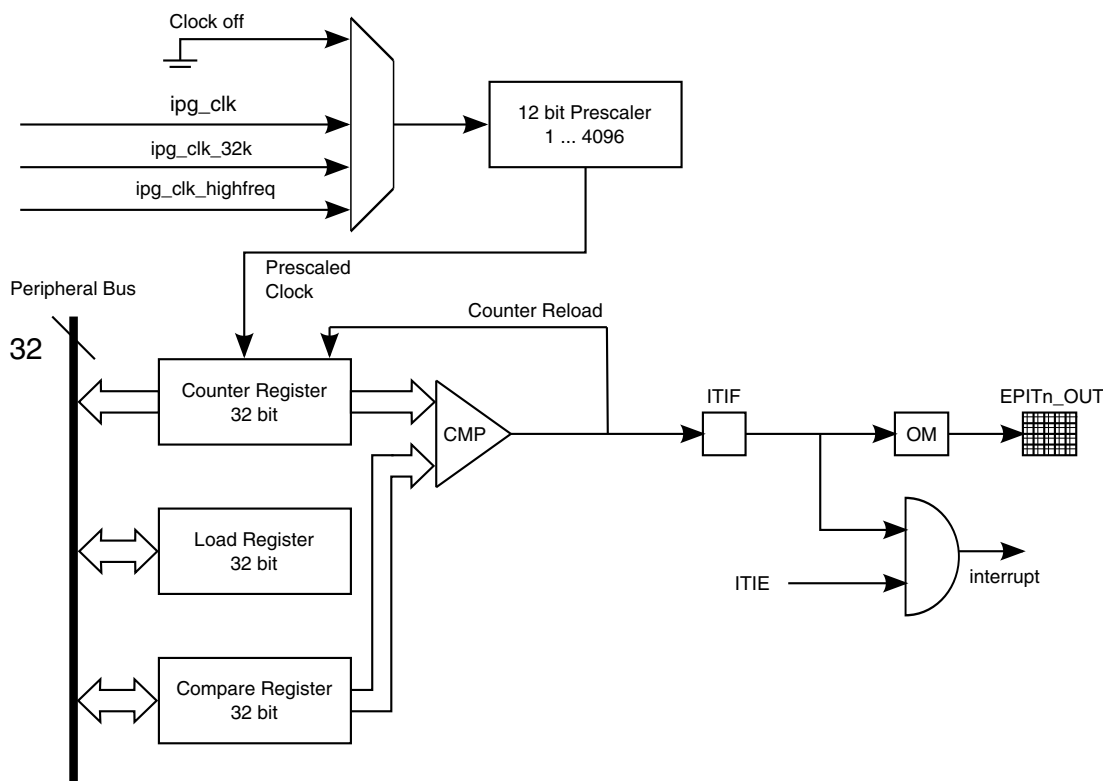 Clock off
ipg_clk
ipg_clk_32k
ipg_clk_highfreq
12 bit Prescaler
1 ... 4096
Prescaled
Clock
Peripheral Bus
32
Counter Reload
Counter Register
32 bit
CMP
ITIF
OM
EPITn_OUT
Load Register
32 bit
ITIE
interrupt
Compare Register
32 bit